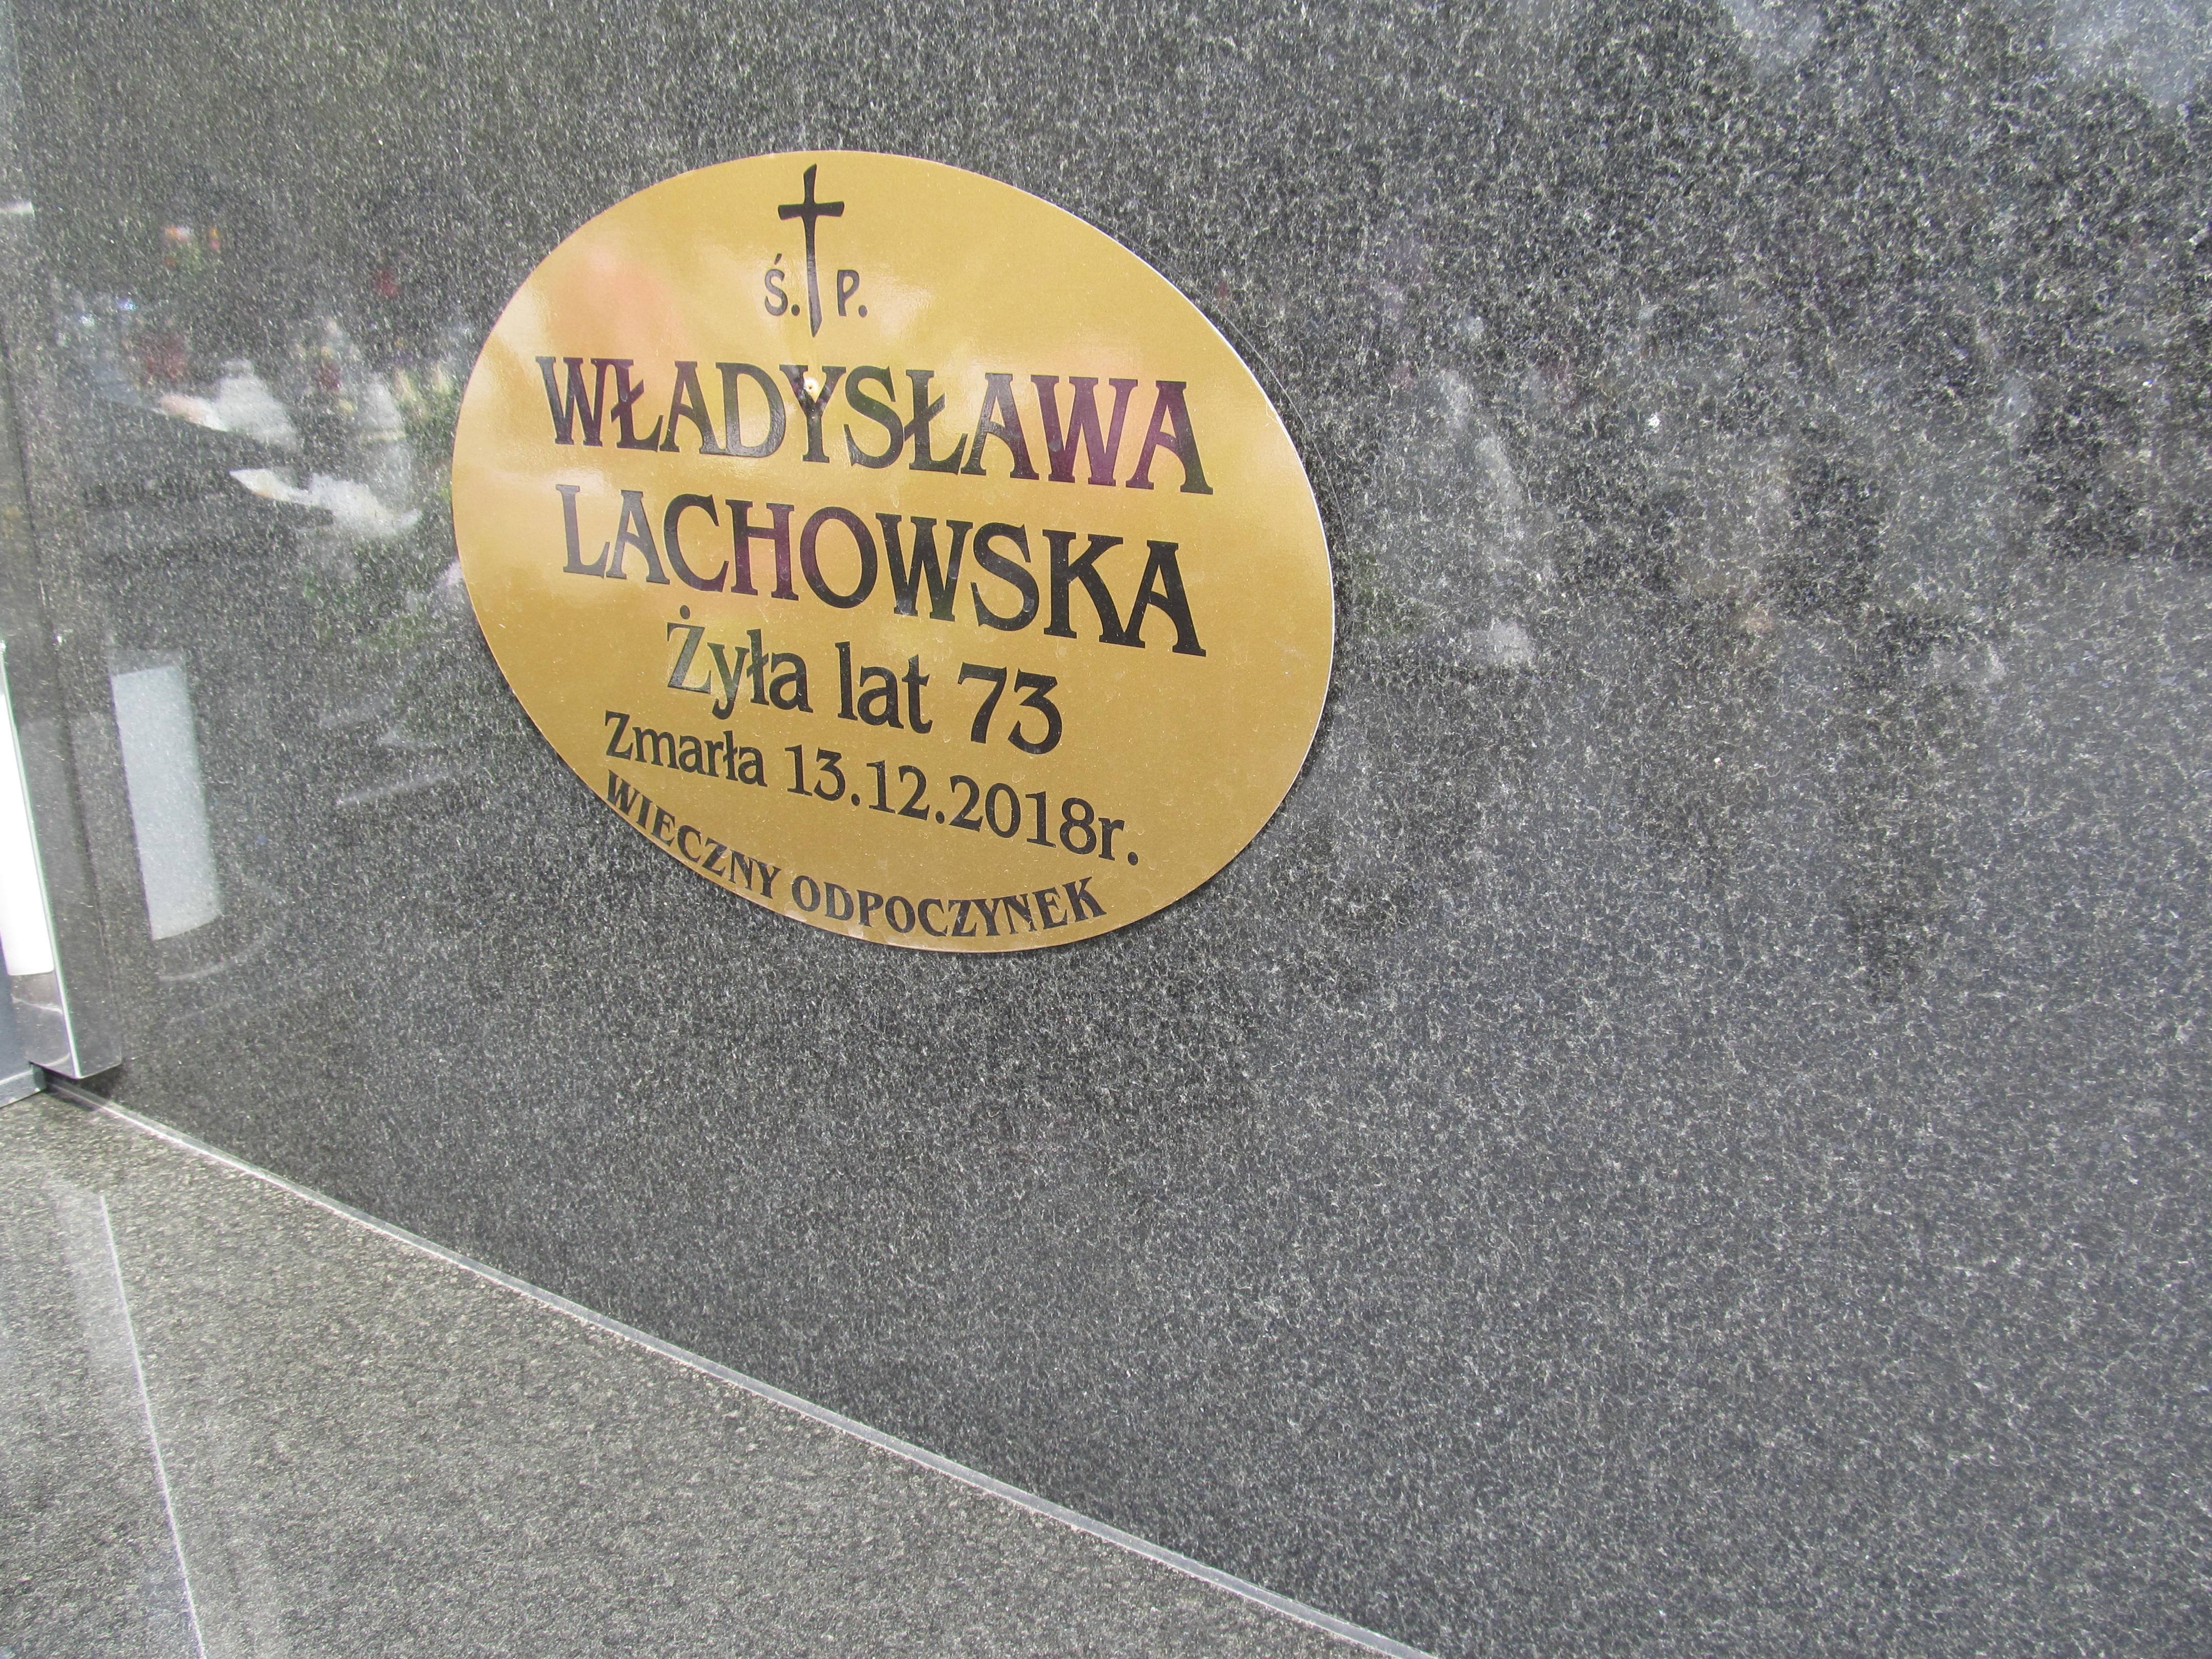 Ś. P.
WŁADYSŁAWA
LACHOWSKA
Żyła lat 73
Zmarła 13.12.2018r.
WIECZNY ODPOCZYNEK